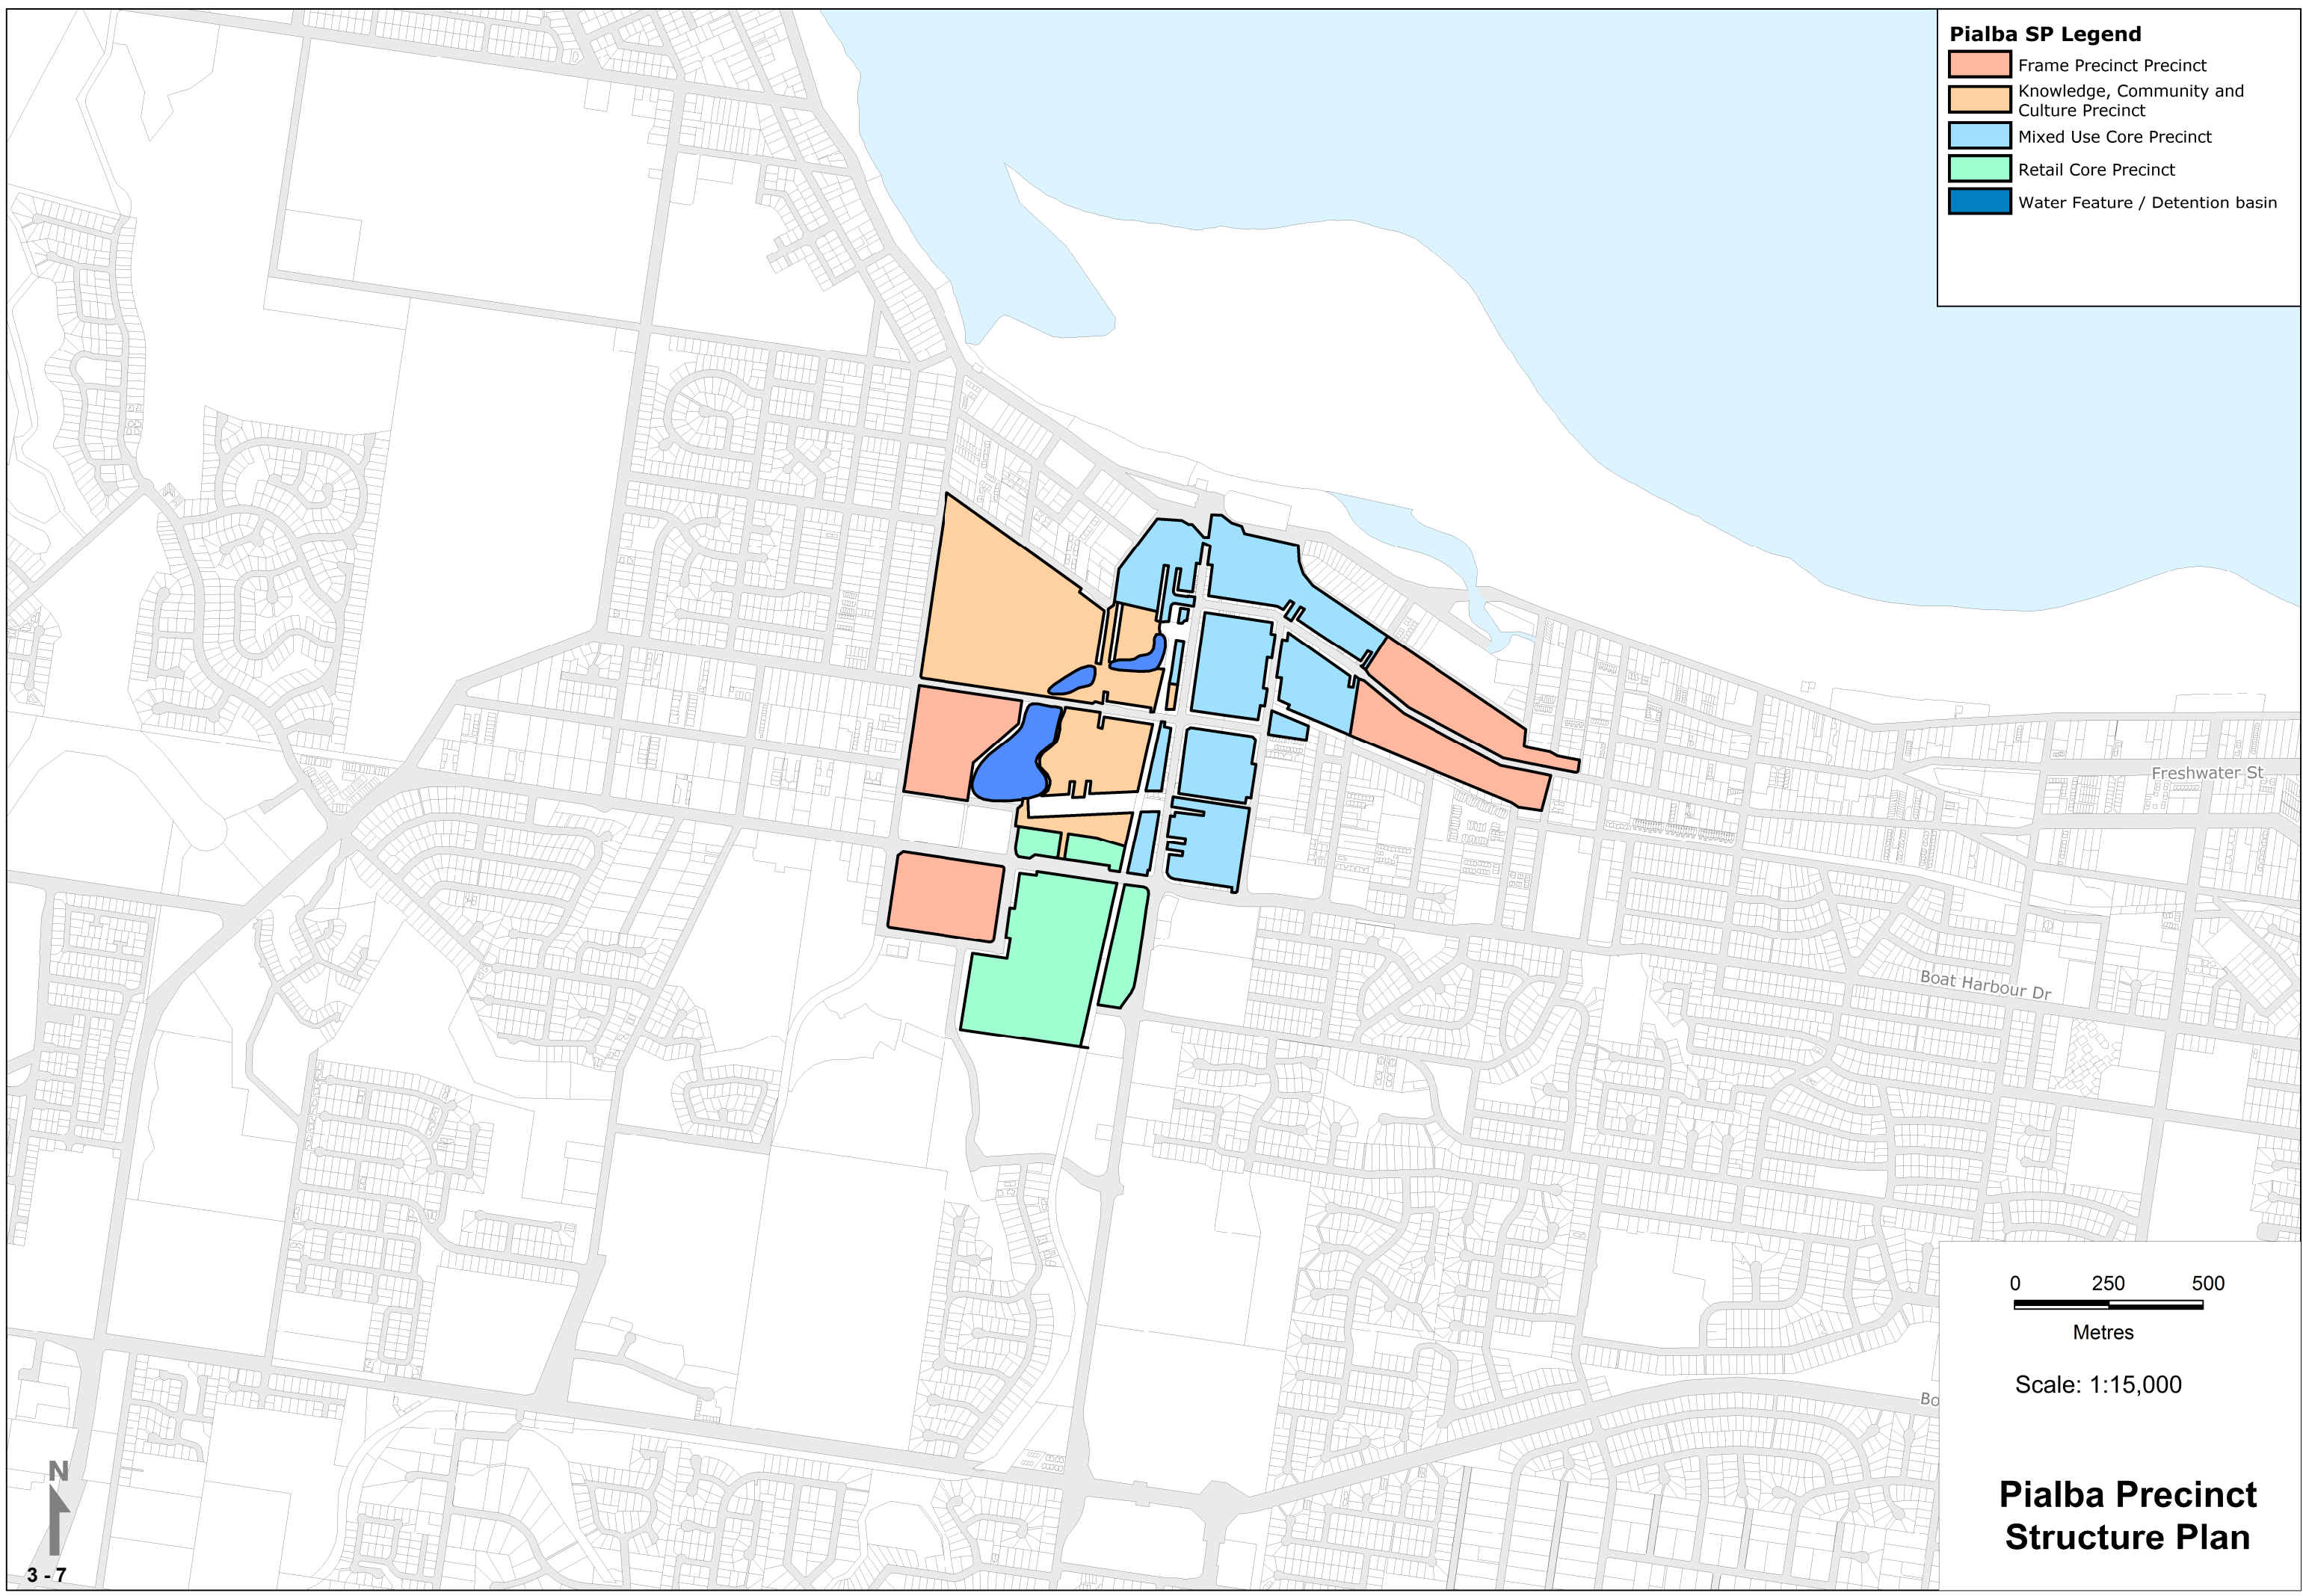 Pialba SP Legend
Frame Precinct Precinct
Knowledge, Community and
Culture Precinct
Mixed Use Core Precinct
Retail Core Precinct
Water Feature / Detention basin
Freshwater St
Boat Harbour Dr
0 250 500
Metres
Scale: 1:15,000
Bo
Pialba Precinct
Structure Plan
N
3 - 7